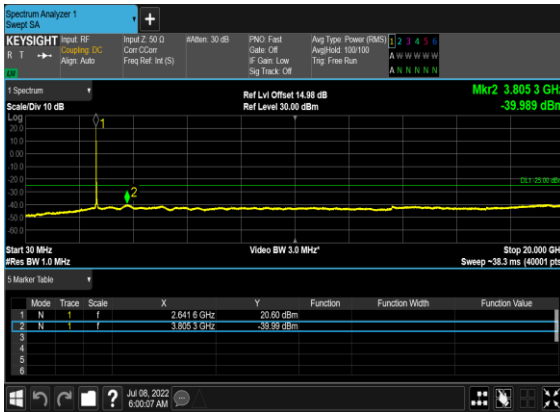 Spectrum Analyzer 1
Swept SA
+
KEYSIGHT
R T
Input: RF
Coupling: DC
Align: Auto
Input Z: 50 Ω
Corr CCorr
Freq Ref: Int (S)
#Atten: 30 dB
PNO: Fast
Gate: Off
IF Gain: Low
Sig Track: Off
Avg Type: Power (RMS)
Avg|Hold: 100/100
Trig: Free Run
1 2 3 4 5 6
A W W W W W
A N N N N N
1 Spectrum
Scale/Div 10 dB
Ref Lvl Offset 14.98 dB
Ref Level 30.00 dBm
Mkr2 3.805 3 GHz
-39.989 dBm
Log
20.0
10.0
0.00
-10.0
-20.0
-30.0
-40.0
-50.0
-60.0
1
2
DL1 -25.00 dBm
Start 30 MHz
#Res BW 1.0 MHz
Video BW 3.0 MHz*
Stop 20.000 GHz
Sweep ~38.3 ms (40001 pts)
5 Marker Table
Mode Trace Scale X Y Function Function Width Function Value
1 N 1 f 2.641 6 GHz 20.60 dBm
2 N 1 f 3.805 3 GHz -39.99 dBm
3
4
5
6
Jul 08, 2022
6:00:07 AM